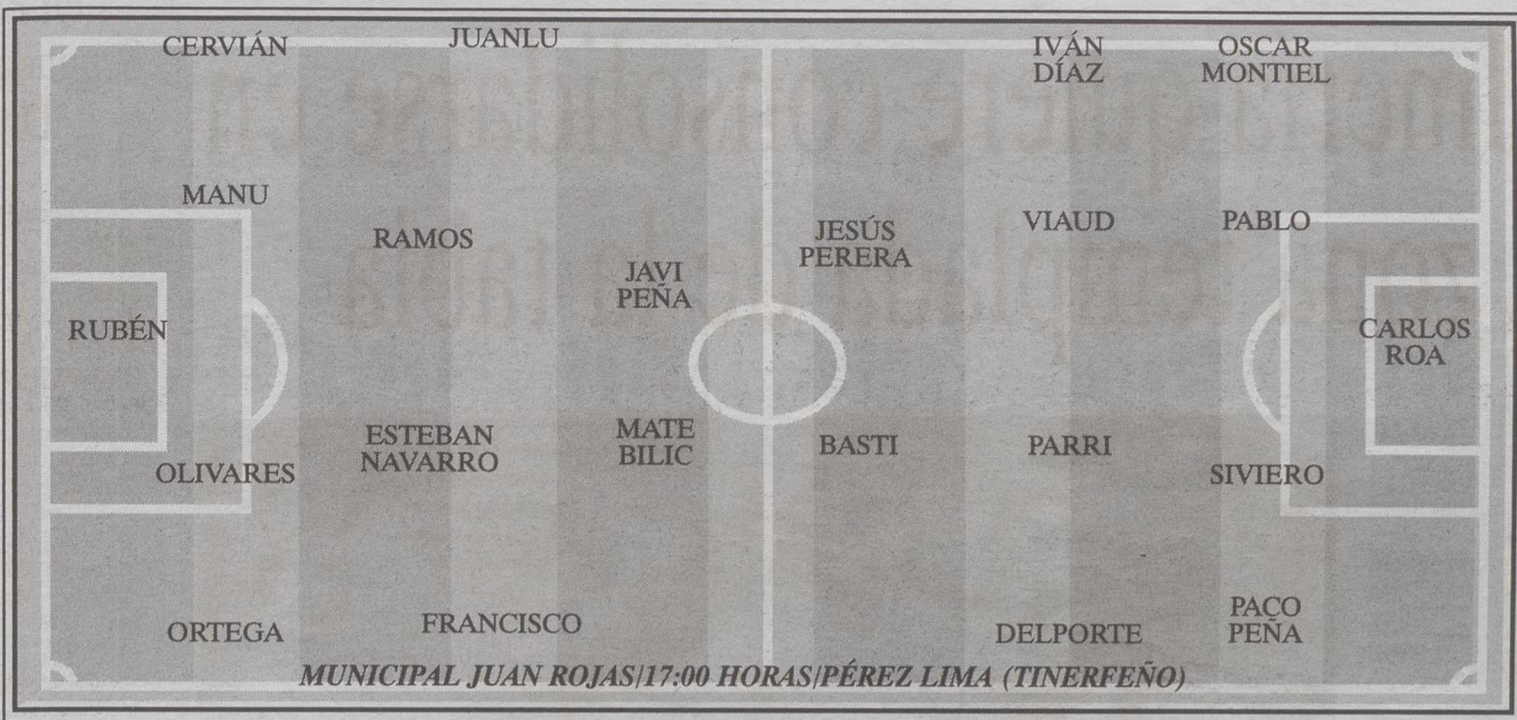 CERVIÁN
JUANLU
IVÁN
DÍAZ
OSCAR
MONTIEL
MANU
RAMOS
JAVI
PEÑA
JESÚS
PERERA
VIAUD
PABLO
RUBÉN
CARLOS
ROA
OLIVARES
ESTEBAN
NAVARRO
MATE
BILIC
BASTI
PARRI
SIVIERO
ORTEGA
FRANCISCO
DELPORTE
PACO
PEÑA
MUNICIPAL JUAN ROJAS/17:00 HORAS/PÉREZ LIMA (TINERFEÑO)